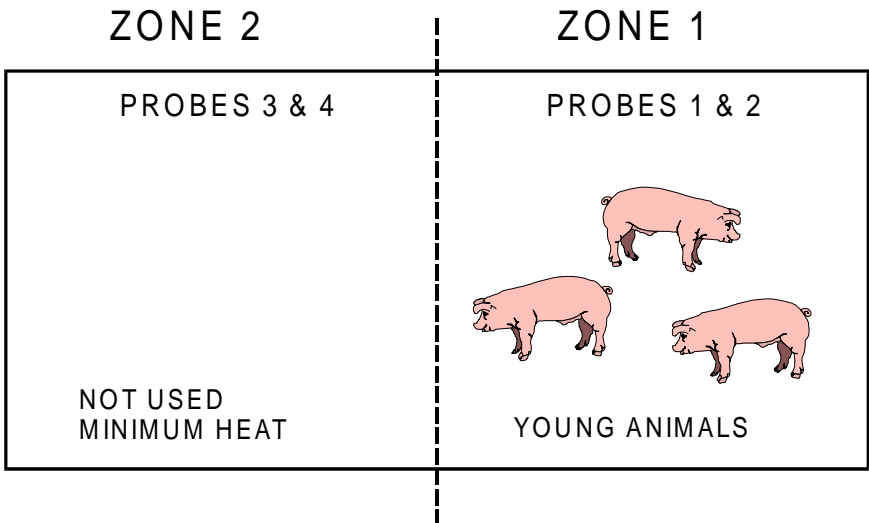 ZONE 2
ZONE 1
PROBES 3 & 4
PROBES 1 & 2
NOT USED
MINIMUM HEAT
YOUNG ANIMALS